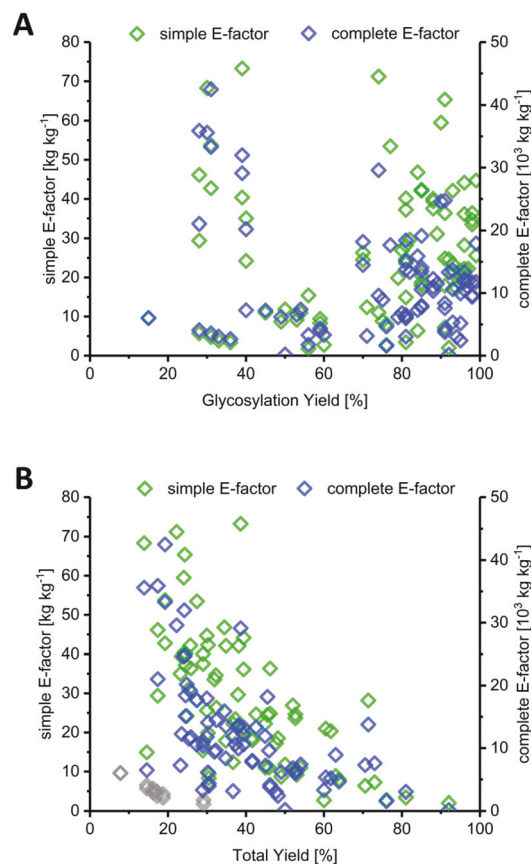 A
simple E-factor complete E-factor
simple E-factor [kg kg⁻¹]
80
70
60
50
40
30
20
10
0
complete E-factor [10³ kg kg⁻¹]
50
40
30
20
10
0
0 20 40 60 80 100
Glycosylation Yield [%]
B
simple E-factor complete E-factor
simple E-factor [kg kg⁻¹]
80
70
60
50
40
30
20
10
0
complete E-factor [10³ kg kg⁻¹]
50
40
30
20
10
0
0 20 40 60 80 100
Total Yield [%]